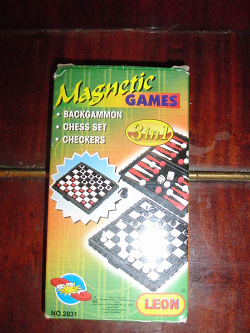 Magnetic
GAMES
• BACKGAMMON
• CHESS SET
• CHECKERS
3-in-1
LEON
NO.2831